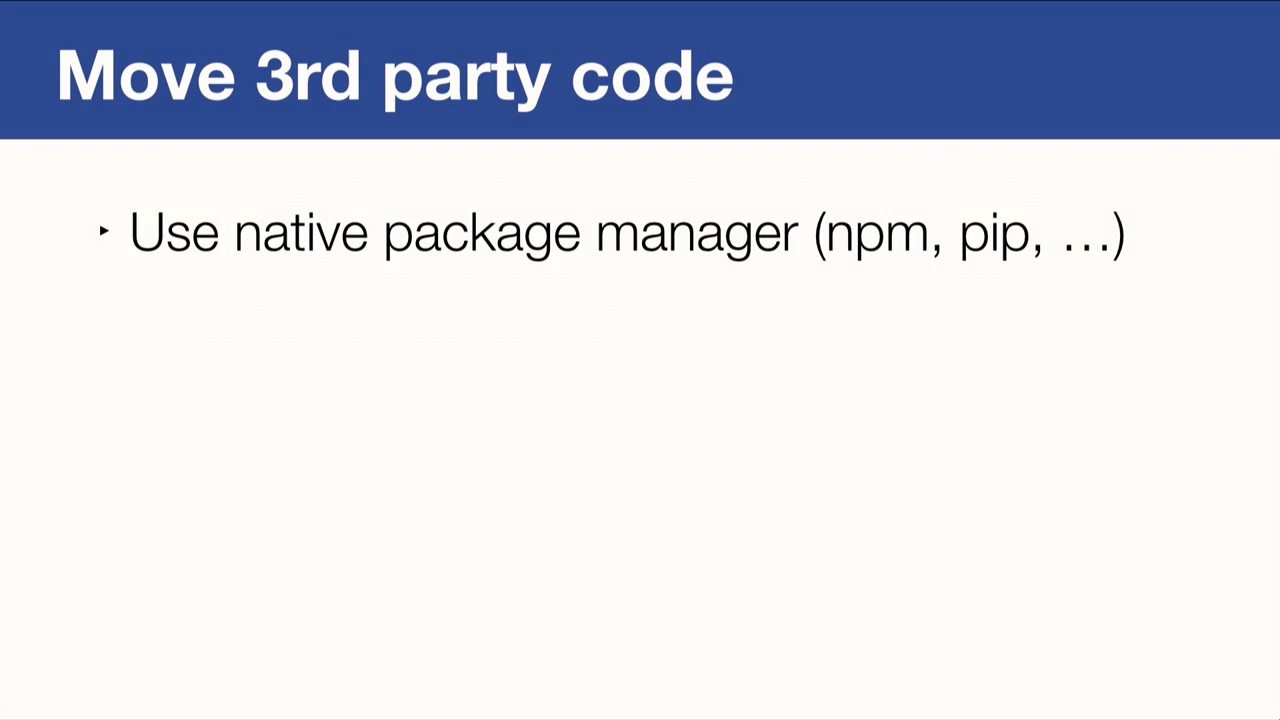 Move 3rd party code
‣ Use native package manager (npm, pip, …)